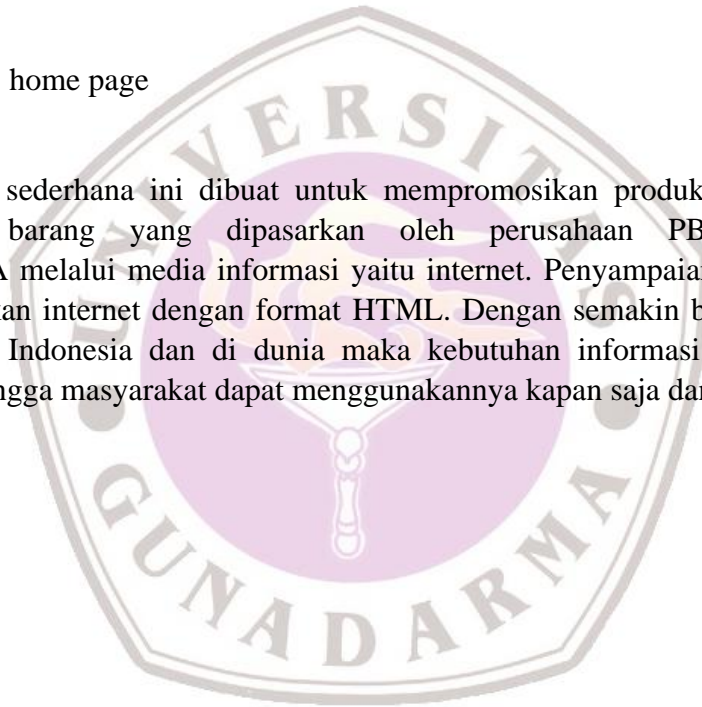 home page
sederhana ini dibuat untuk mempromosikan produk
barang yang dipasarkan oleh perusahaan PB
A melalui media informasi yaitu internet. Penyampaian
kan internet dengan format HTML. Dengan semakin b
Indonesia dan di dunia maka kebutuhan informasi
ngga masyarakat dapat menggunakannya kapan saja dan
UNIVERSITAS
GUNADARMA